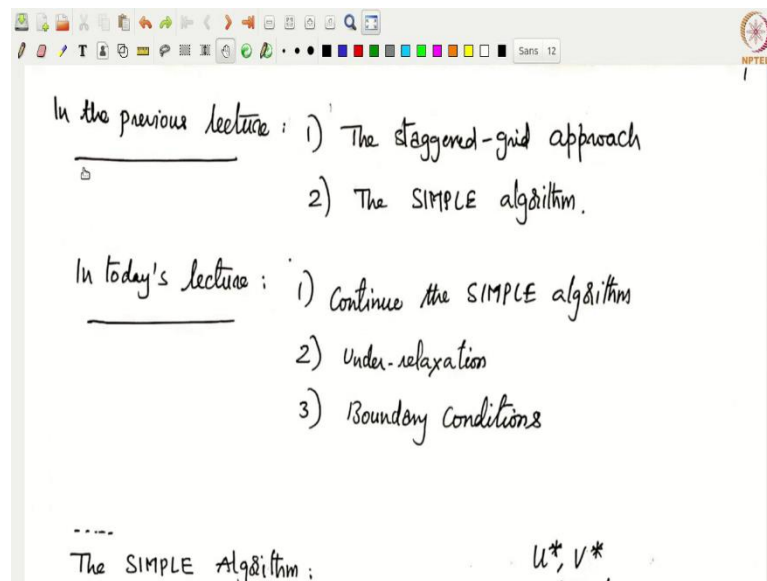 Sans 12
NPTEL
1
In the previous lecture : 1) The staggered-grid approach
2) The SIMPLE algorithm.
In today's lecture : 1) Continue the SIMPLE algorithm
2) Under-relaxation
3) Boundary Conditions
The SIMPLE Algorithm :
U*, V*